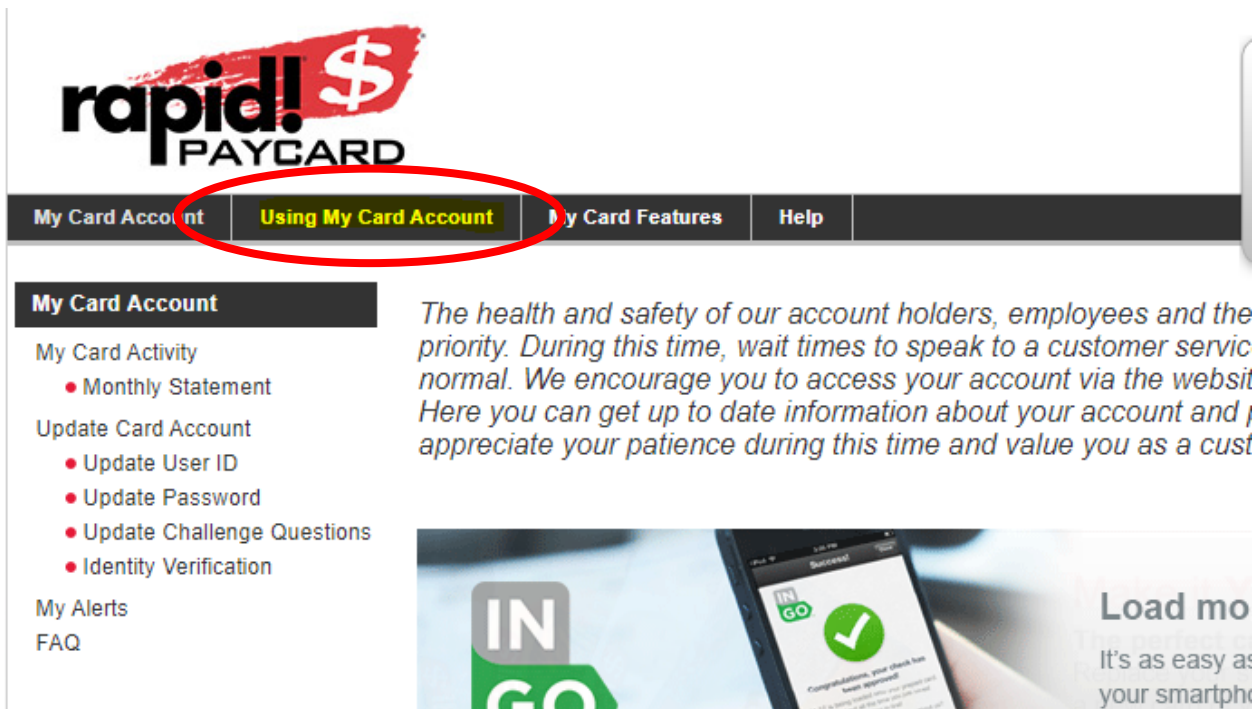 rapid! $
PAYCARD
My Card Account Using My Card Account My Card Features Help
My Card Account
My Card Activity
Monthly Statement
Update Card Account
Update User ID
Update Password
Update Challenge Questions
Identity Verification
My Alerts
FAQ
The health and safety of our account holders, employees and the
priority. During this time, wait times to speak to a customer servic
normal. We encourage you to access your account via the websit
Here you can get up to date information about your account and
appreciate your patience during this time and value you as a cust
IN
GO
Success!
IN
GO
Congratulations, your check has
been approved!
Load mo
It's as easy as
your smartpho